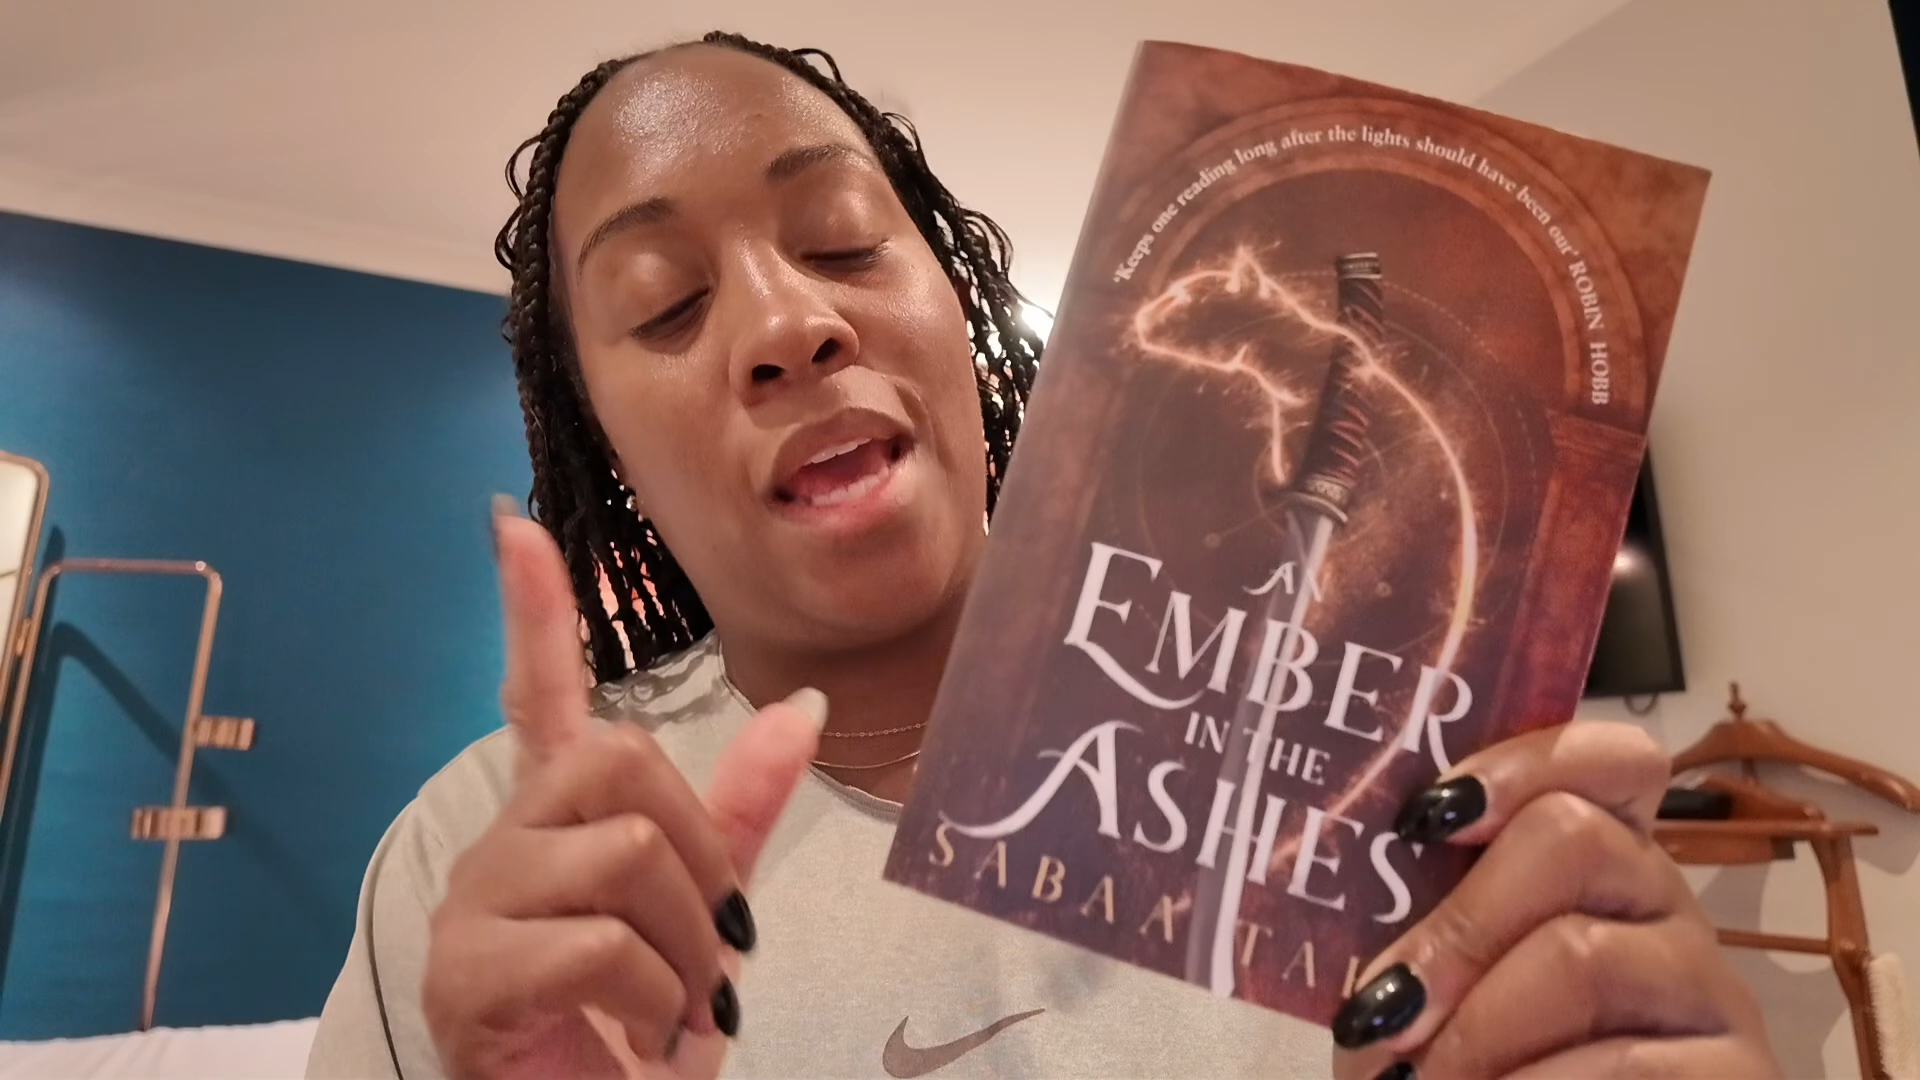 'Keeps one reading long after the lights should have been out' ROBIN HOBB
AN
EMBER
IN THE
ASHES
SABAA